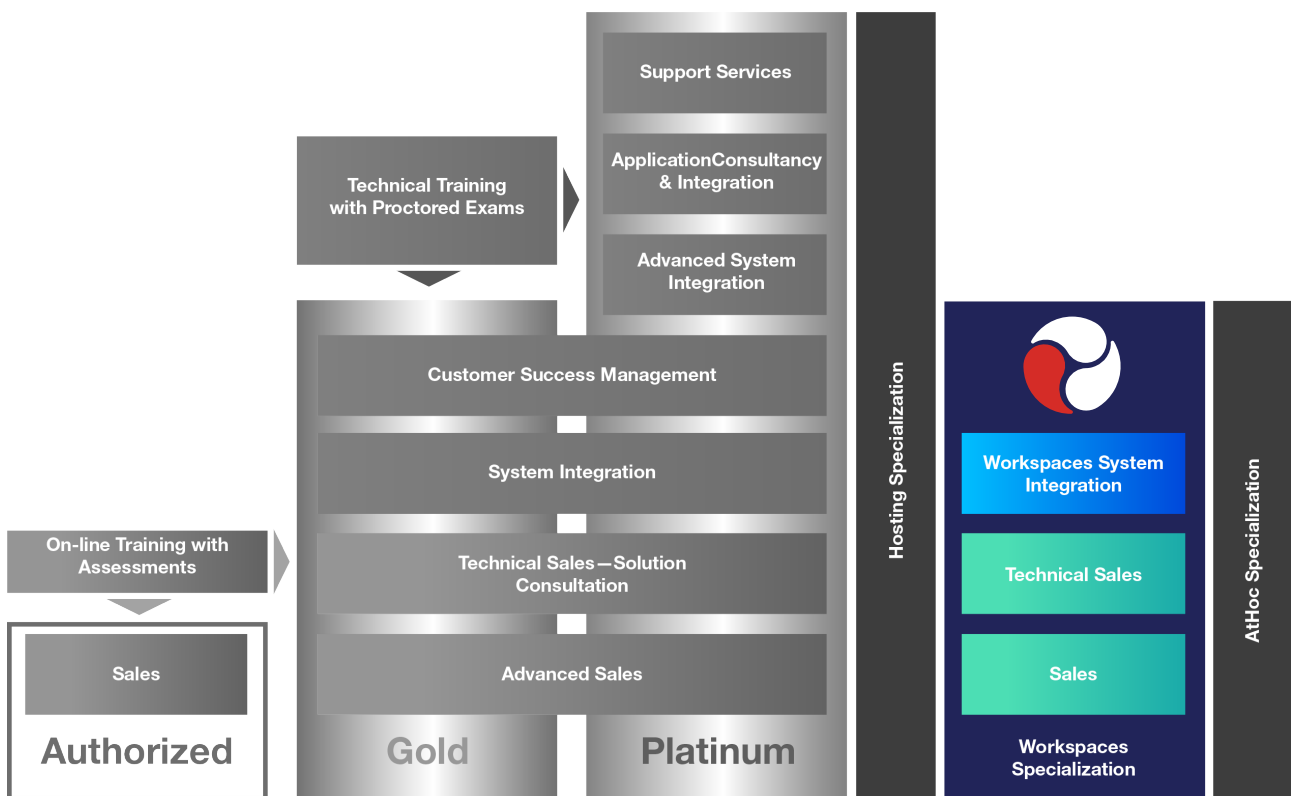 Support Services
ApplicationConsultancy
& Integration
Technical Training
with Proctored Exams
Advanced System
Integration
Customer Success Management
System Integration
On-line Training with
Assessments
Technical Sales—Solution
Consultation
Sales
Advanced Sales
Authorized
Gold
Platinum
Hosting Specialization
Workspaces System
Integration
Technical Sales
Sales
Workspaces
Specialization
AtHoc Specialization